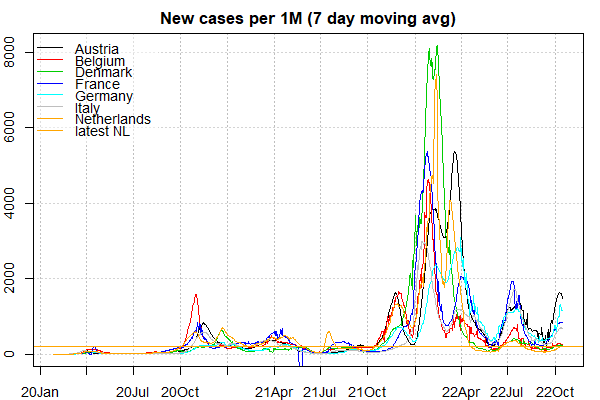 New cases per 1M (7 day moving avg)
8000
6000
4000
2000
0
Austria
Belgium
Denmark
France
Germany
Italy
Netherlands
latest NL
20Jan 20Jul 20Oct 21Apr 21Jul 21Oct 22Apr 22Jul 22Oct